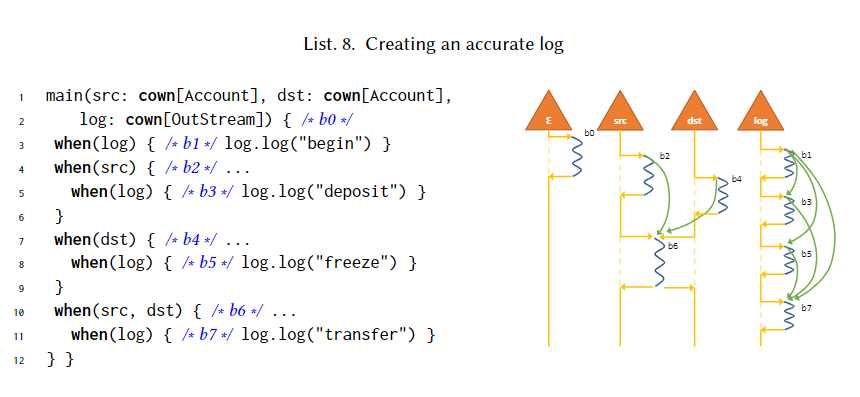 List. 8. Creating an accurate log
1 main(src: cown[Account], dst: cown[Account],
2 log: cown[OutStream]) { /* b0 */
3 when(log) { /* b1 */ log.log("begin") }
4 when(src) { /* b2 */ ...
5 when(log) { /* b3 */ log.log("deposit") }
6 }
7 when(dst) { /* b4 */ ...
8 when(log) { /* b5 */ log.log("freeze") }
9 }
10 when(src, dst) { /* b6 */ ...
11 when(log) { /* b7 */ log.log("transfer") }
12 } }
E
src
dst
log
b0
b2
b4
b6
b1
b3
b5
b7